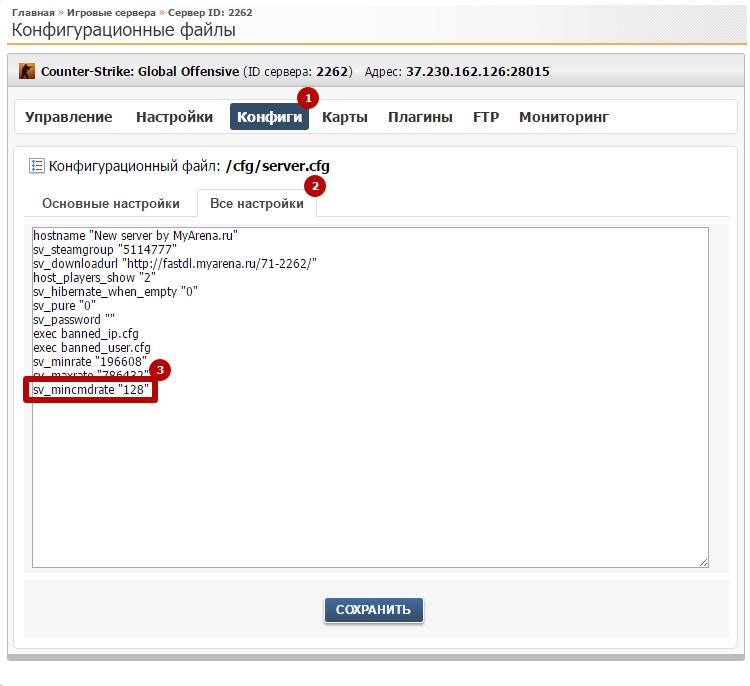 Главная » Игровые сервера » Сервер ID: 2262
Конфигурационные файлы
Counter-Strike: Global Offensive (ID сервера: 2262) Адрес: 37.230.162.126:28015
1
Управление Настройки Конфиги Карты Плагины FTP Мониторинг
Конфигурационный файл: /cfg/server.cfg
2
Основные настройки Все настройки
hostname "New server by MyArena.ru"
sv_steamgroup "5114777"
sv_downloadurl "http://fastdl.myarena.ru/71-2262/"
host_players_show "2"
sv_hibernate_when_empty "0"
sv_pure "0"
sv_password ""
exec banned_ip.cfg
exec banned_user.cfg
sv_minrate "196608"
sv_maxrate "786432"
3
sv_mincmdrate "128"
СОХРАНИТЬ